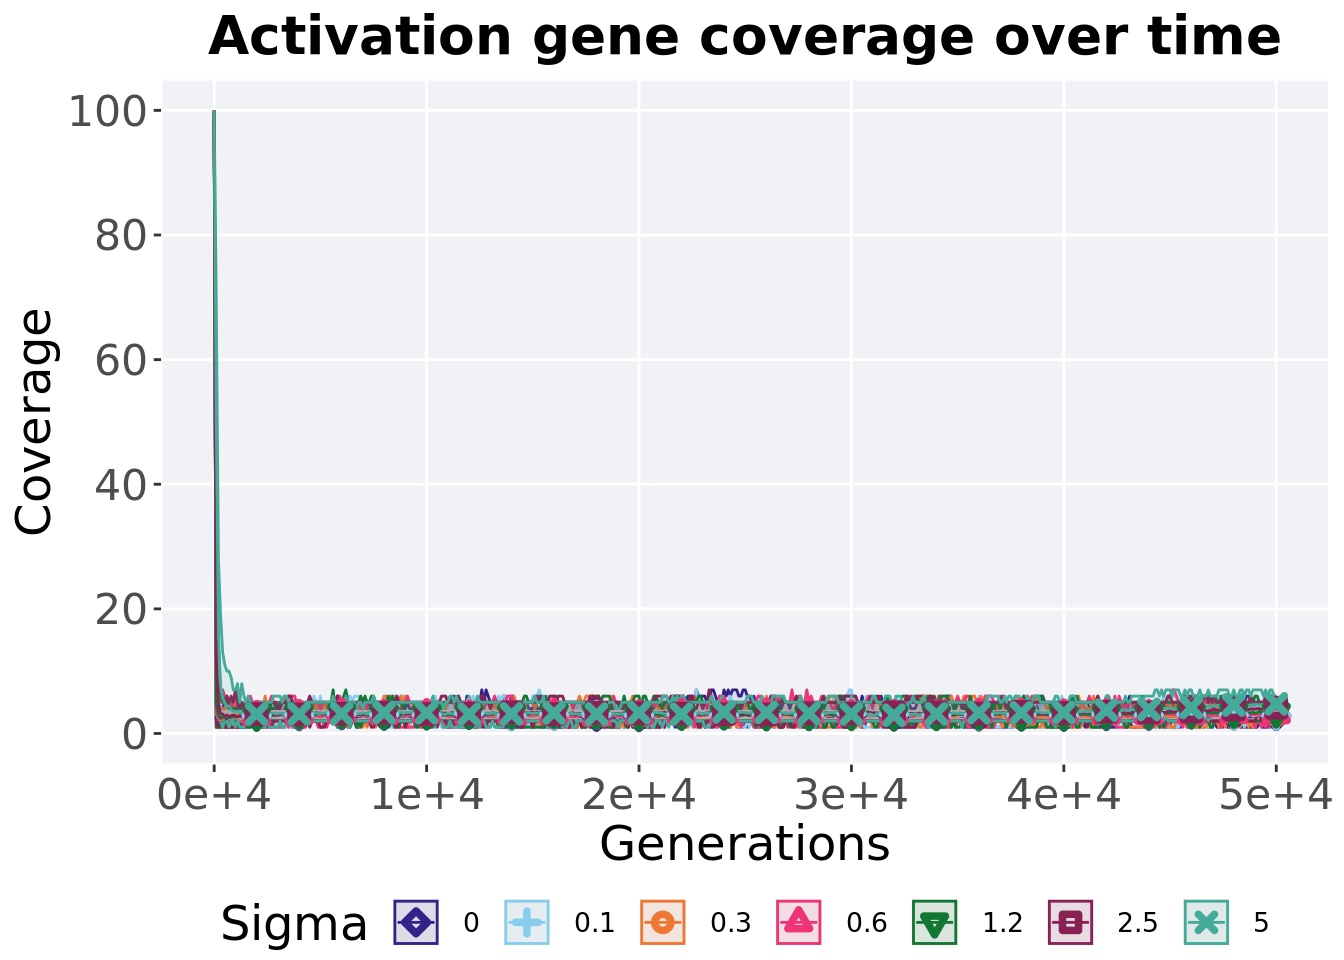 Activation gene coverage over time
100
80
60
40
20
0
Coverage
0e+4 1e+4 2e+4 3e+4 4e+4 5e+4
Generations
Sigma 0 0.1 0.3 0.6 1.2 2.5 5